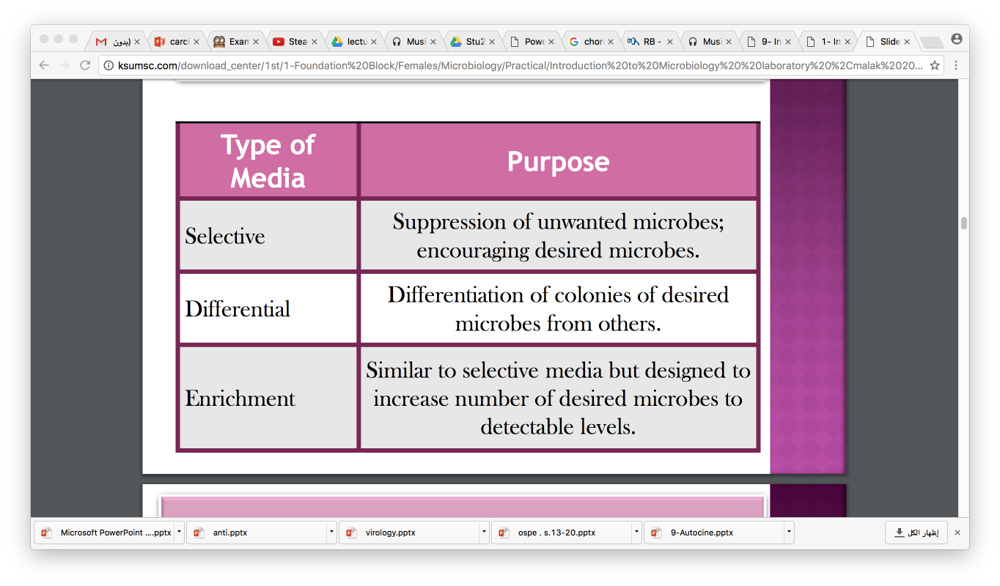 (بدون
carci
Exan
Stea
lectu
Musi
Stu2
Powe
chor
RB -
Musi
9- In
1- In
Slide
ksumsc.com/download_center/1st/1-Foundation%20Block/Females/Microbiology/Practical/Introduction%20to%20Microbiology%20%20laboratory%20%2Cmalak%2020...
Type of
Media
Purpose
Selective
Suppression of unwanted microbes;
encouraging desired microbes.
Differential
Differentiation of colonies of desired
microbes from others.
Enrichment
Similar to selective media but designed to
increase number of desired microbes to
detectable levels.
Microsoft PowerPoint ....pptx
anti.pptx
virology.pptx
ospe . s.13-20.pptx
9-Autocine.pptx
إظهار الكل